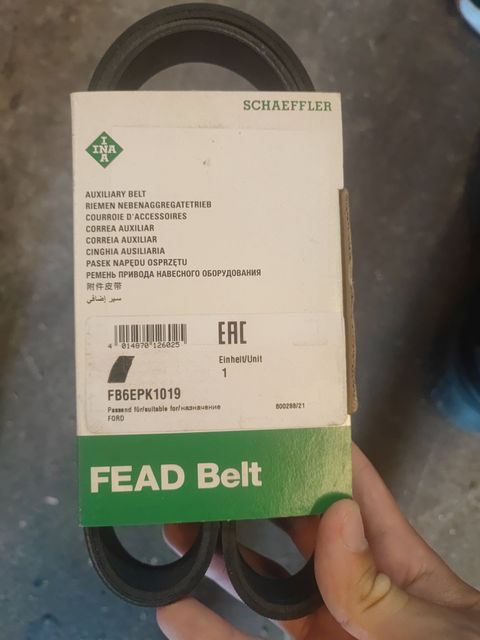 SCHAEFFLER
INA
INA
AUXILIARY BELT
RIEMEN NEBENAGGREGATETRIEB
COURROIE D'ACCESSOIRES
CORREA AUXILIAR
CORREIA AUXILIAR
CINGHIA AUSILIARIA
PASEK NAPĘDU OSPRZĘTU
РЕМЕНЬ ПРИВОДА НАВЕСНОГО ОБОРУДОВАНИЯ
附件皮带
سير إضافي
4 014870 126025
EAC
Einheit/Unit
1
FB6EPK1019
Passend für/suitable for/назначение
FORD
800288/21
FEAD Belt